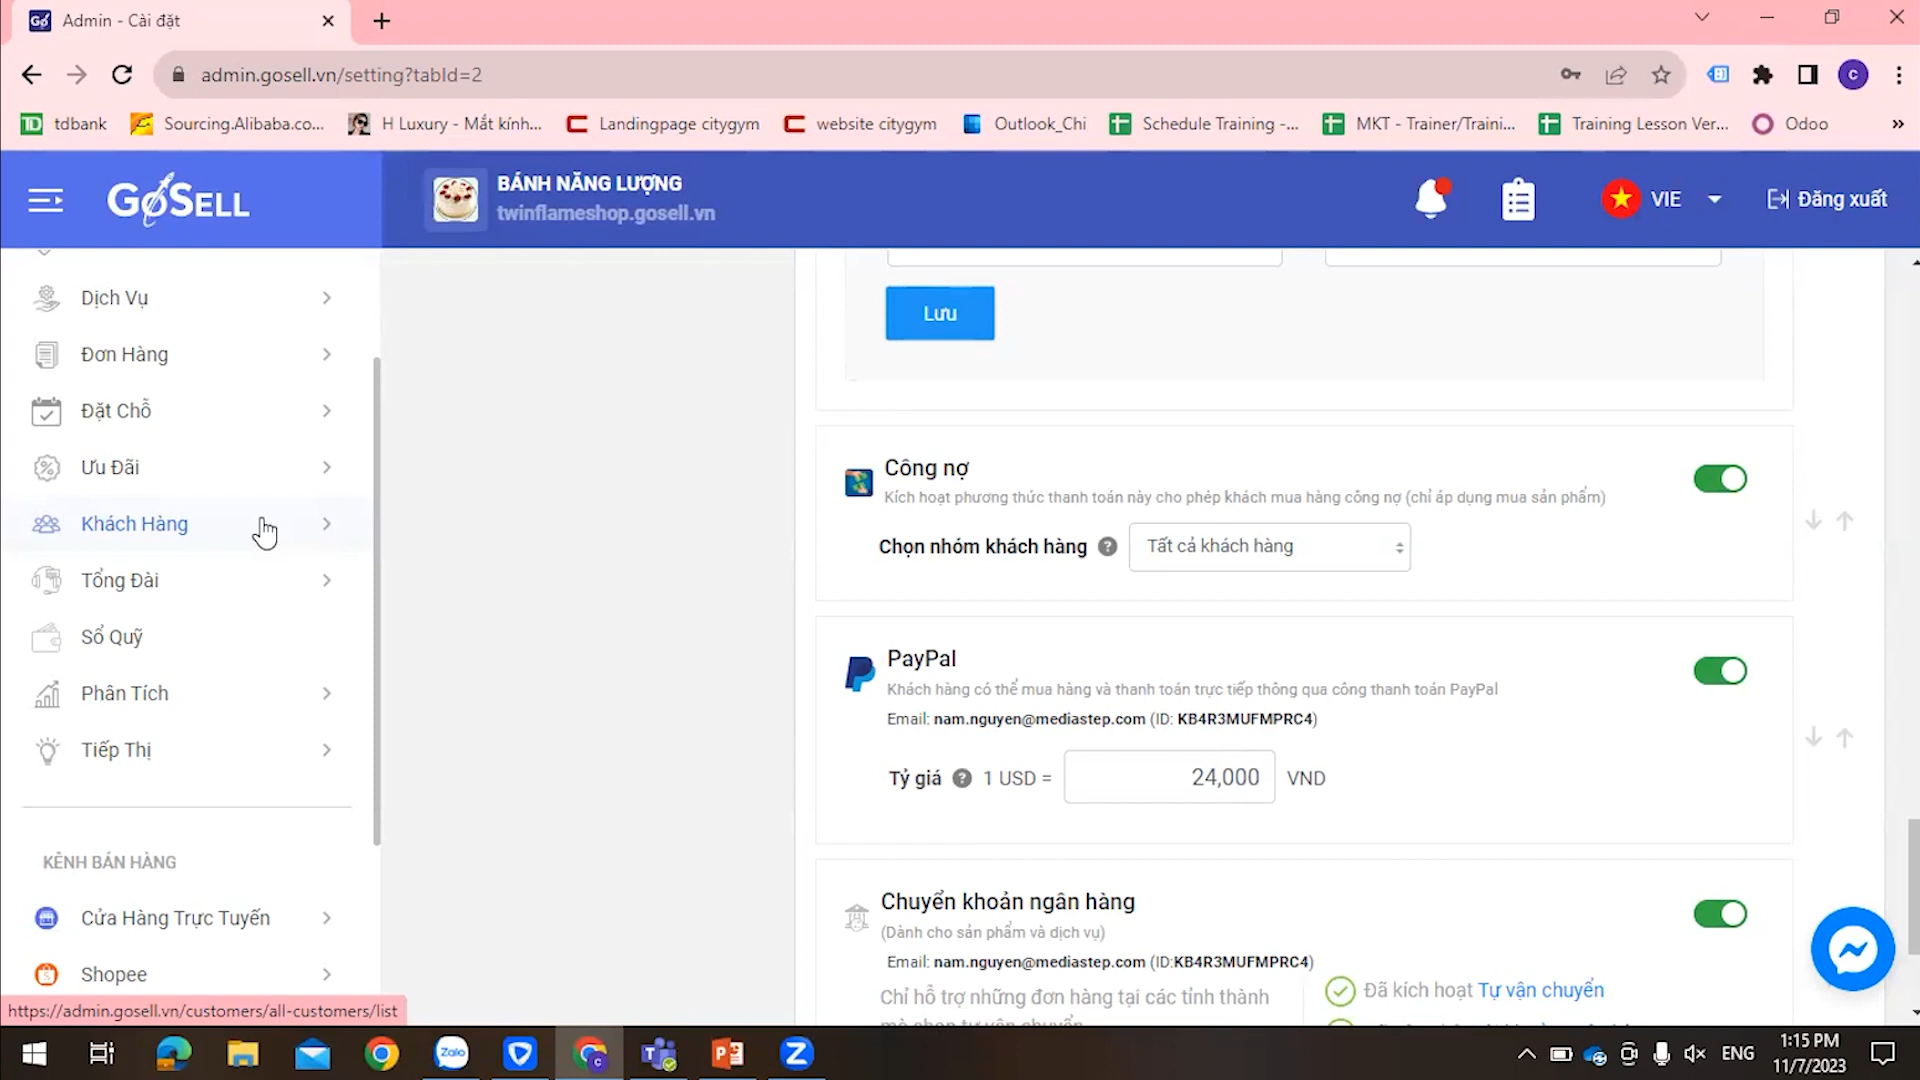 Admin - Cài đặt
admin.gosell.vn/setting?tabId=2
tdbank
Sourcing.Alibaba.co...
H Luxury - Mắt kính...
Landingpage citygym
website citygym
Outlook_Chi
Schedule Training -...
MKT - Trainer/Traini...
Training Lesson Ver...
Odoo
»
GOSELL
BÁNH NĂNG LƯỢNG
twinflameshop.gosell.vn
VIE
Đăng xuất
Dịch Vụ
Đơn Hàng
Đặt Chỗ
Ưu Đãi
Khách Hàng
Tổng Đài
Sổ Quỹ
Phân Tích
Tiếp Thị
KÊNH BÁN HÀNG
Cửa Hàng Trực Tuyến
Shopee
https://admin.gosell.vn/customers/all-customers/list
Lưu
Công nợ
Kích hoạt phương thức thanh toán này cho phép khách mua hàng công nợ (chỉ áp dụng mua sản phẩm)
Chọn nhóm khách hàng ? Tất cả khách hàng
PayPal
Khách hàng có thể mua hàng và thanh toán trực tiếp thông qua cổng thanh toán PayPal
Email: nam.nguyen@mediastep.com (ID: KB4R3MUFMPRC4)
Tỷ giá ? 1 USD = 24,000 VND
Chuyển khoản ngân hàng
(Dành cho sản phẩm và dịch vụ)
Email: nam.nguyen@mediastep.com (ID:KB4R3MUFMPRC4)
Chỉ hỗ trợ những đơn hàng tại các tỉnh thành
mà shop tự vận chuyển
Đã kích hoạt Tự vận chuyển
Zalo
ENG
1:15 PM
11/7/2023